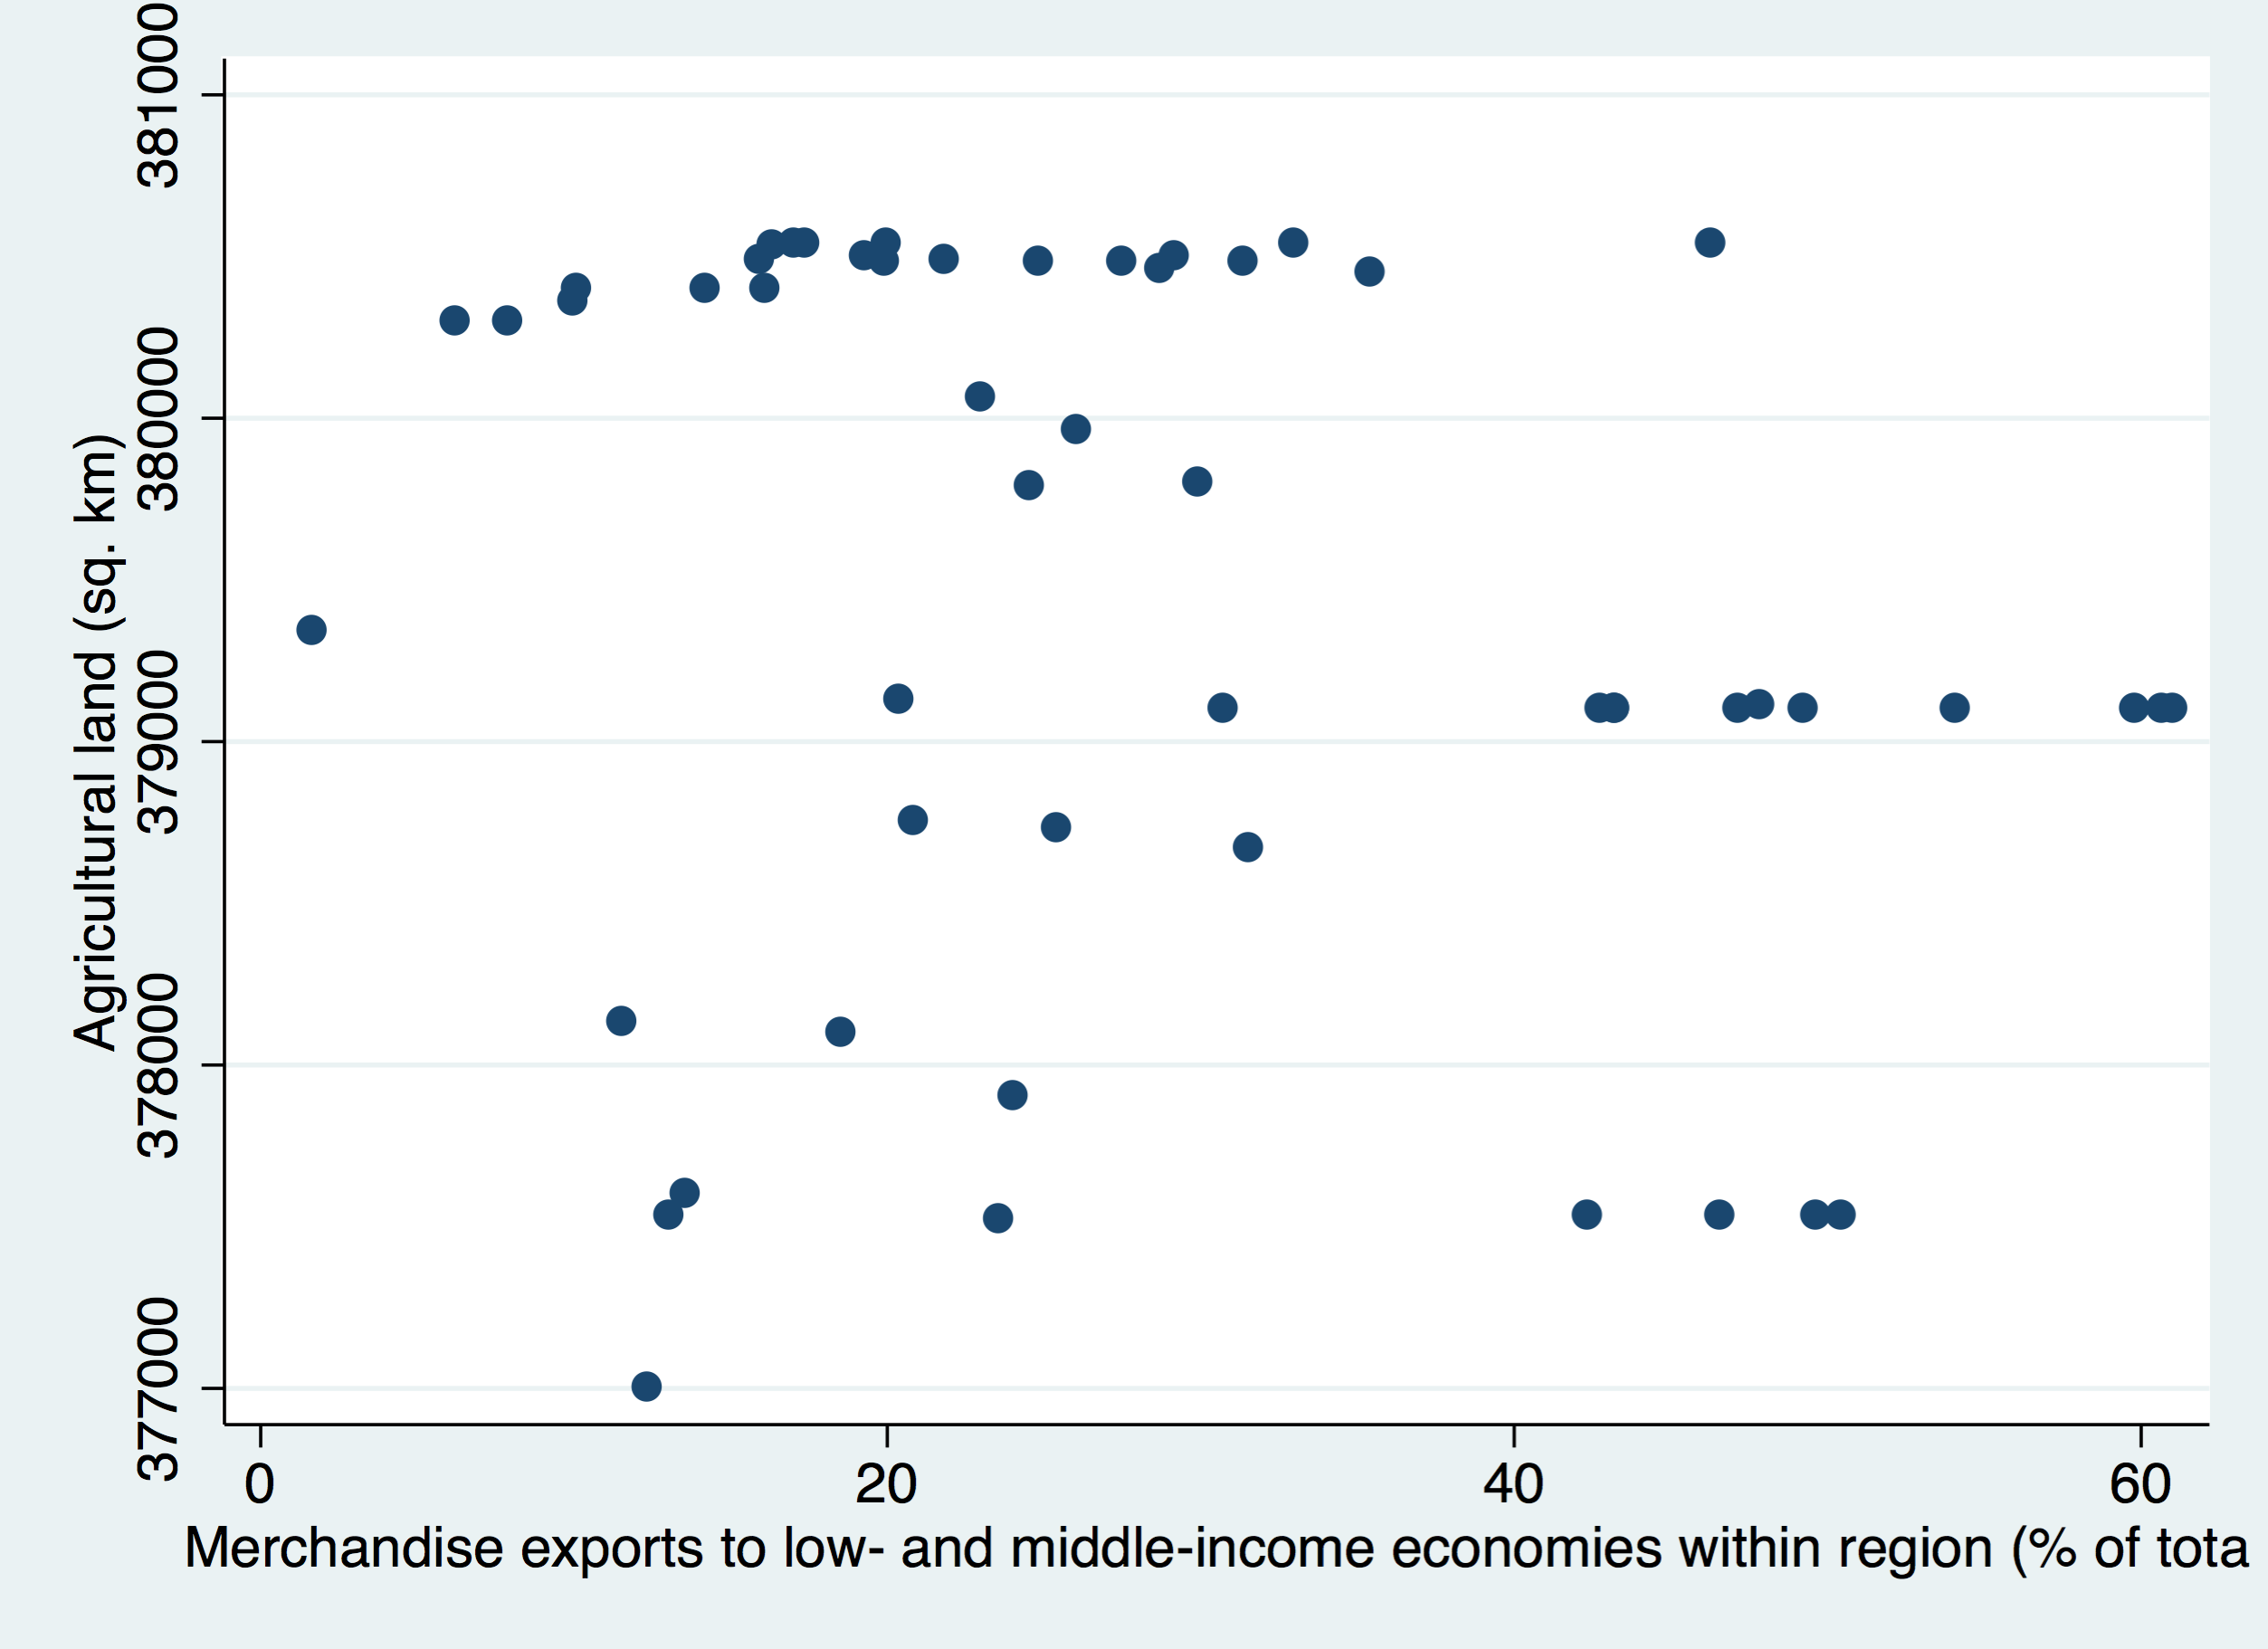 Agricultural land (sq. km)
381000
380000
379000
378000
377000
0 20 40 60
Merchandise exports to low- and middle-income economies within region (% of tota